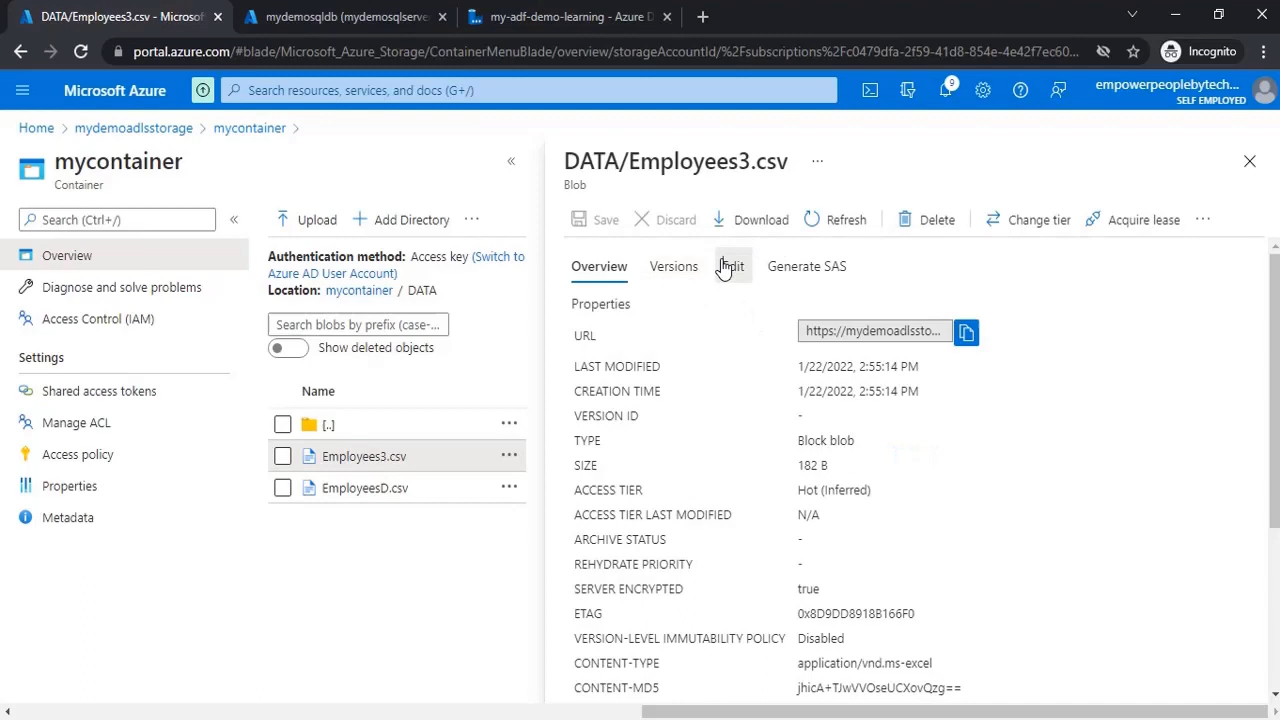 DATA/Employees3.csv - Microsof
mydemosqldb (mydemosqlserve
my-adf-demo-learning - Azure D
portal.azure.com/#blade/Microsoft_Azure_Storage/ContainerMenuBlade/overview/storageAccountId/%2Fsubscriptions%2Fc0479dfa-2f59-41d8-854e-4e42f7ec60...
Incognito
Microsoft Azure
Search resources, services, and docs (G+/)
9
empowerpeoplebytech...
SELF EMPLOYED
Home > mydemoadlsstorage > mycontainer >
mycontainer
Container
Search (Ctrl+/)
Overview
Diagnose and solve problems
Access Control (IAM)
Settings
Shared access tokens
Manage ACL
Access policy
Properties
Metadata
Upload
Add Directory
Authentication method: Access key (Switch to
Azure AD User Account)
Location: mycontainer / DATA
Search blobs by prefix (case-...
Show deleted objects
Name
[..]
Employees3.csv
EmployeesD.csv
DATA/Employees3.csv
Blob
Save
Discard
Download
Refresh
Delete
Change tier
Acquire lease
Overview
Versions
Edit
Generate SAS
Properties
URL https://mydemoadlssto...
LAST MODIFIED 1/22/2022, 2:55:14 PM
CREATION TIME 1/22/2022, 2:55:14 PM
VERSION ID -
TYPE Block blob
SIZE 182 B
ACCESS TIER Hot (Inferred)
ACCESS TIER LAST MODIFIED N/A
ARCHIVE STATUS -
REHYDRATE PRIORITY -
SERVER ENCRYPTED true
ETAG 0x8D9DD8918B166F0
VERSION-LEVEL IMMUTABILITY POLICY Disabled
CONTENT-TYPE application/vnd.ms-excel
CONTENT-MD5 jhicA+TJwVVOseUCXovQzg==